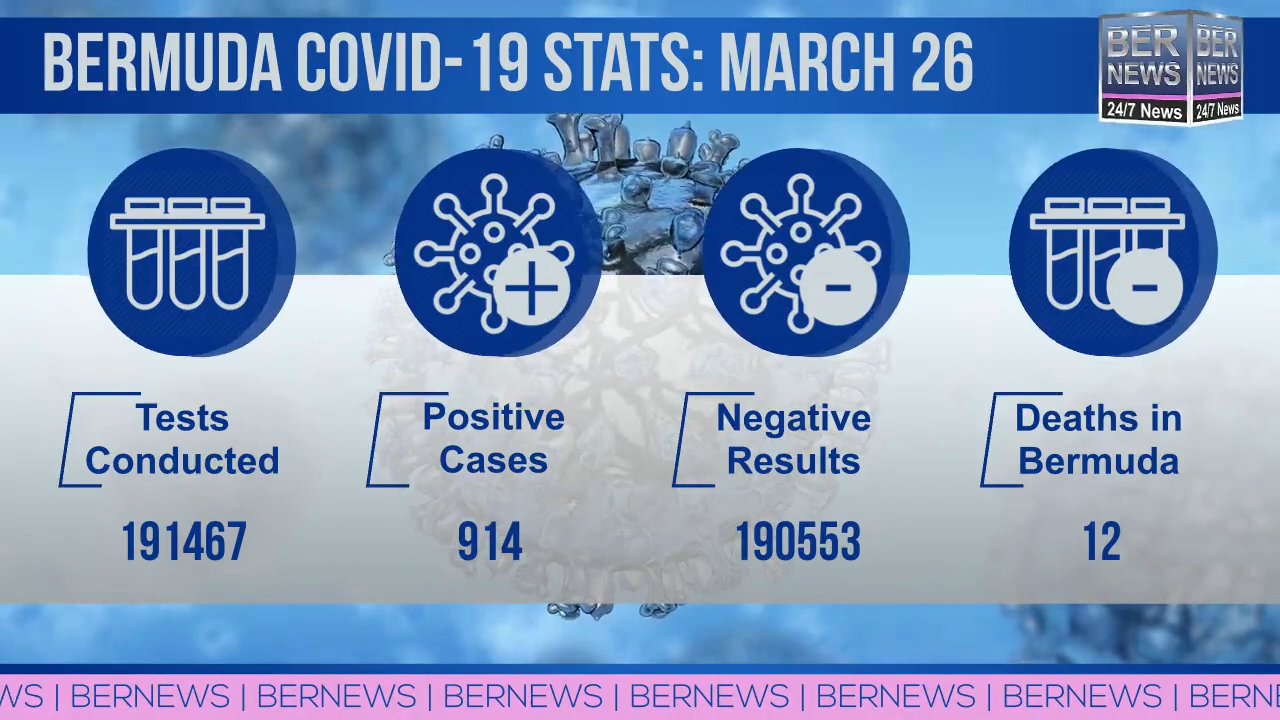 BERMUDA COVID-19 STATS: MARCH 26
BER BER
NEWS NEWS
24/7 News 24/7 News
Tests
Conducted
191467
Positive
Cases
914
Negative
Results
190553
Deaths in
Bermuda
12
WS | BERNEWS | BERNEWS | BERNEWS | BERNEWS | BERNEWS | BERNEWS | BERNE